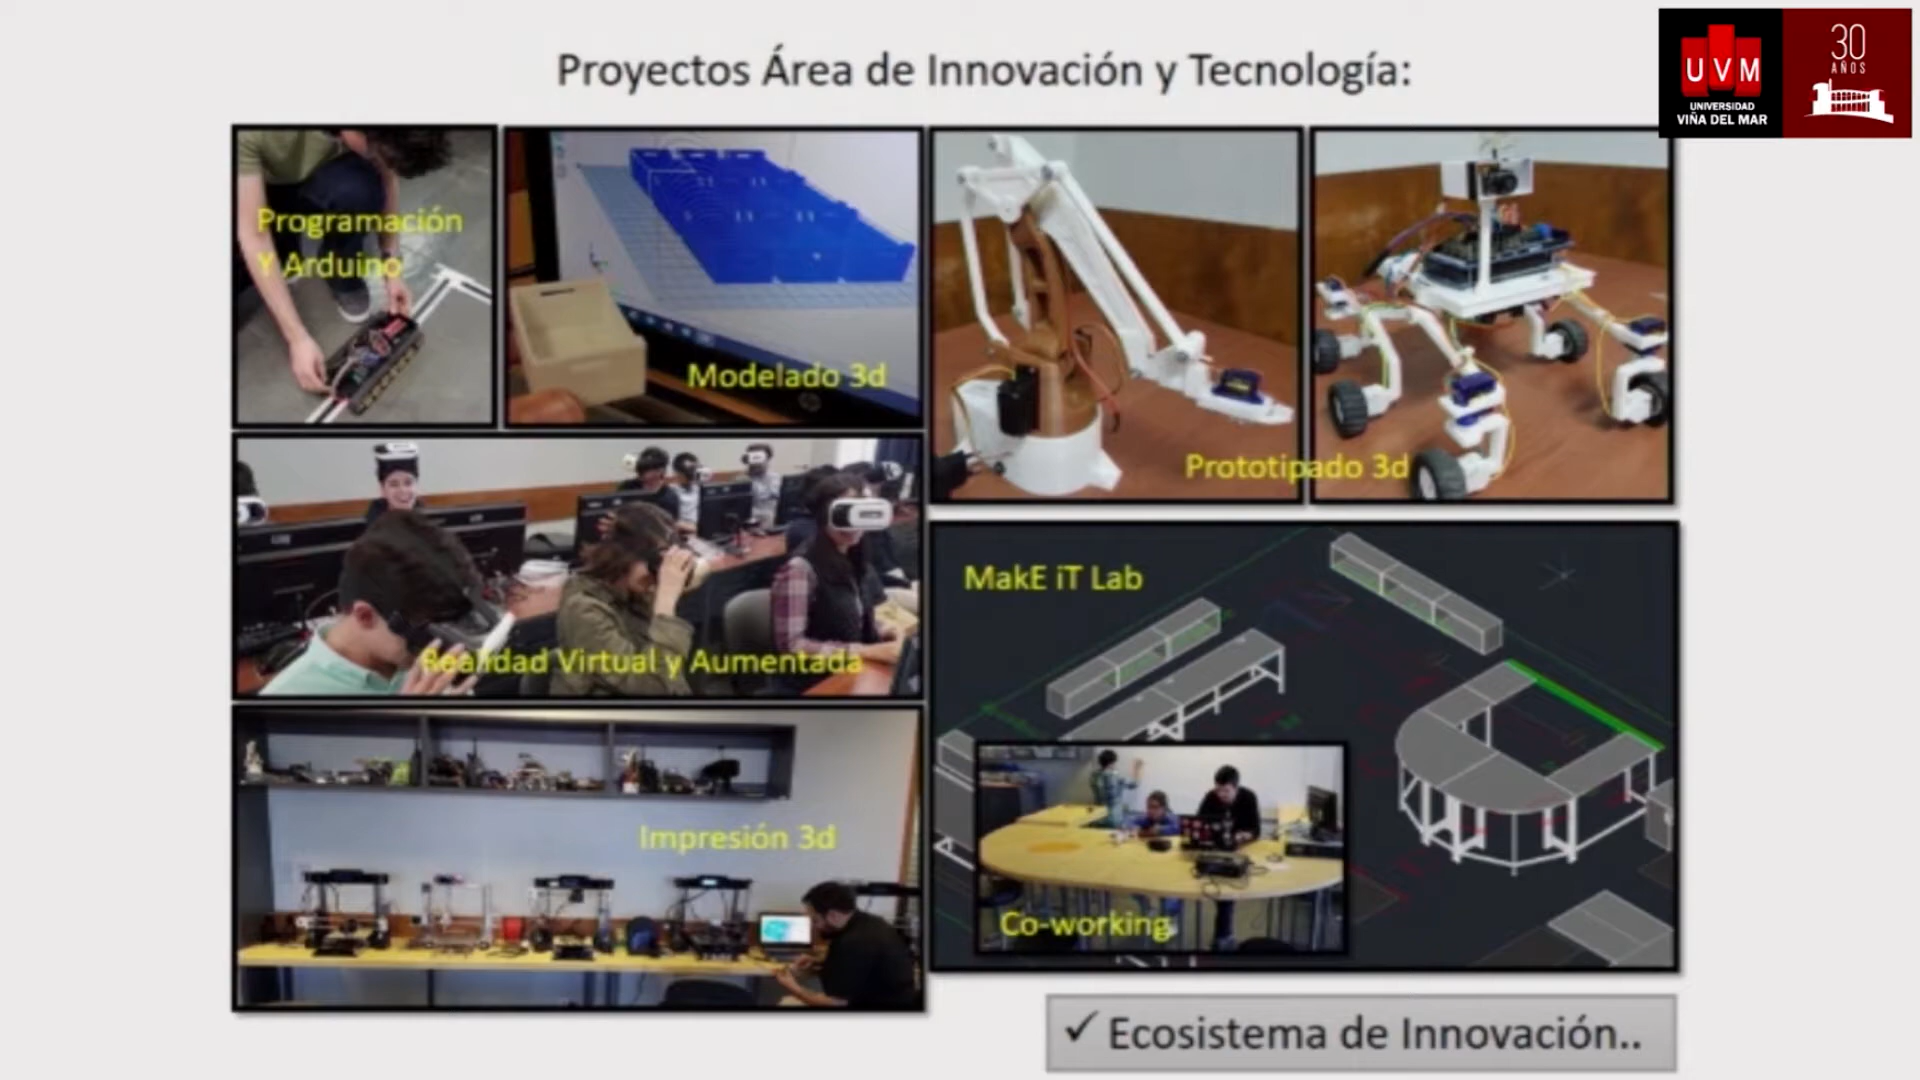 Proyectos Área de Innovación y Tecnología:
UVM
UNIVERSIDAD
VIÑA DEL MAR
30
AÑOS
Programación
Y Arduino
Modelado 3d
Prototipado 3d
Realidad Virtual y Aumentada
MakE iT Lab
Impresión 3d
Co-working
✓ Ecosistema de Innovación..